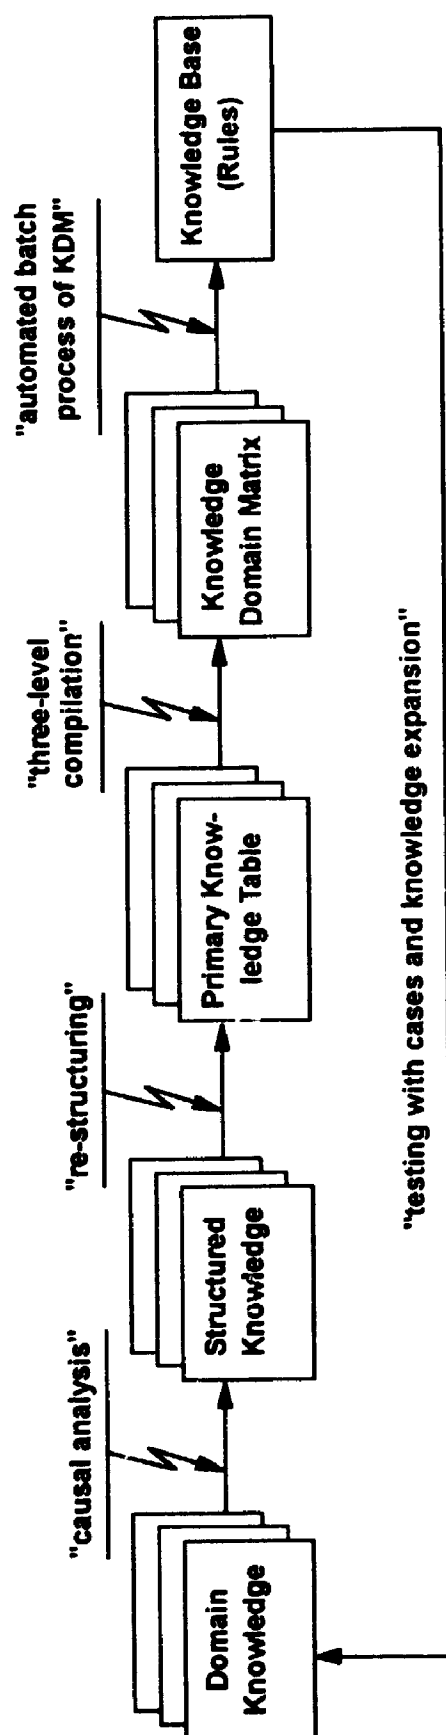 "causal analysis"
"re-structuring"
"three-level
compilation"
"automated batch
process of KDM"
Domain
Knowledge
Structured
Knowledge
Primary Know-
ledge Table
Knowledge
Domain Matrix
Knowledge Base
(Rules)
"testing with cases and knowledge expansion"